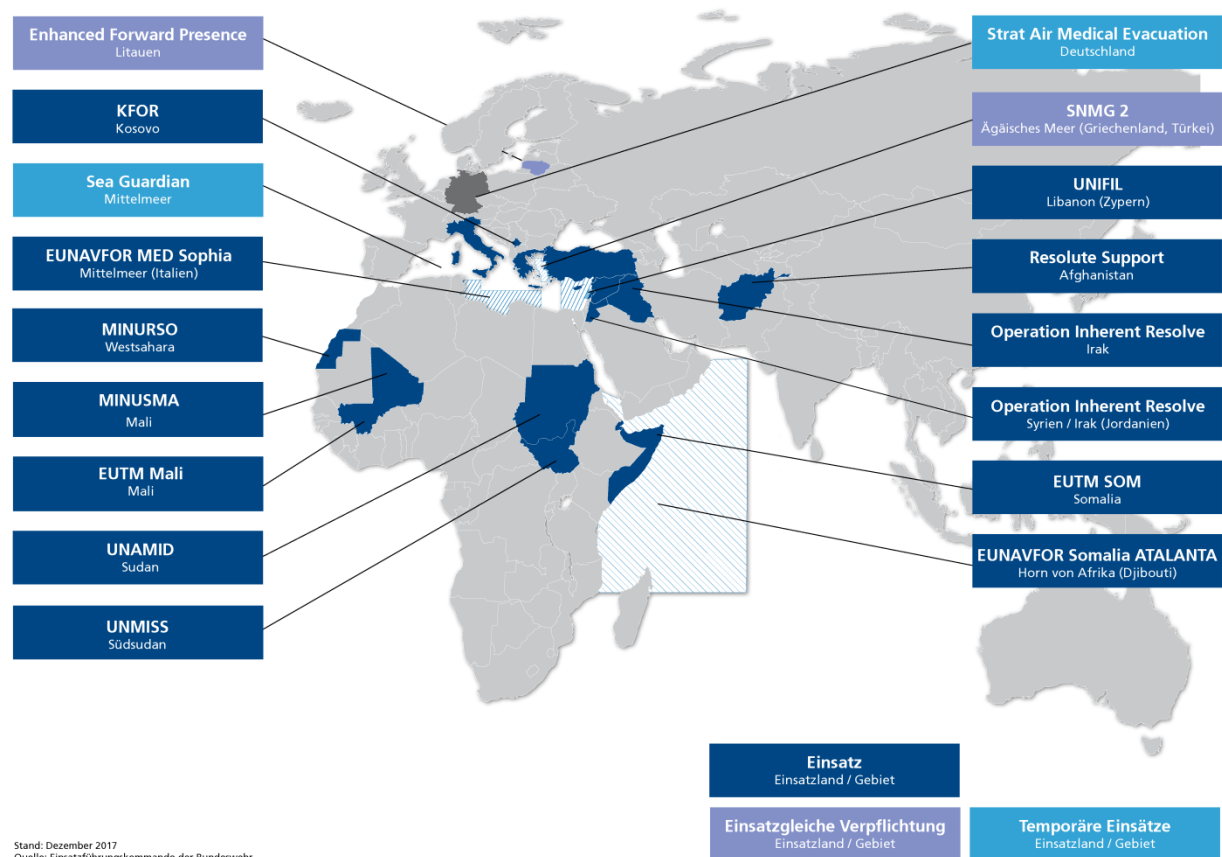 Enhanced Forward Presence
Litauen
KFOR
Kosovo
Sea Guardian
Mittelmeer
EUNAVFOR MED Sophia
Mittelmeer (Italien)
MINURSO
Westsahara
MINUSMA
Mali
EUTM Mali
Mali
UNAMID
Sudan
UNMISS
Südsudan
Strat Air Medical Evacuation
Deutschland
SNMG 2
Ägäisches Meer (Griechenland, Türkei)
UNIFIL
Libanon (Zypern)
Resolute Support
Afghanistan
Operation Inherent Resolve
Irak
Operation Inherent Resolve
Syrien / Irak (Jordanien)
EUTM SOM
Somalia
EUNAVFOR Somalia ATALANTA
Horn von Afrika (Djibouti)
Einsatz
Einsatzland / Gebiet
Einsatzgleiche Verpflichtung
Einsatzland / Gebiet
Temporäre Einsätze
Einsatzland / Gebiet
Stand: Dezember 2017
Quelle: Einsatzführungskommando der Bundeswehr